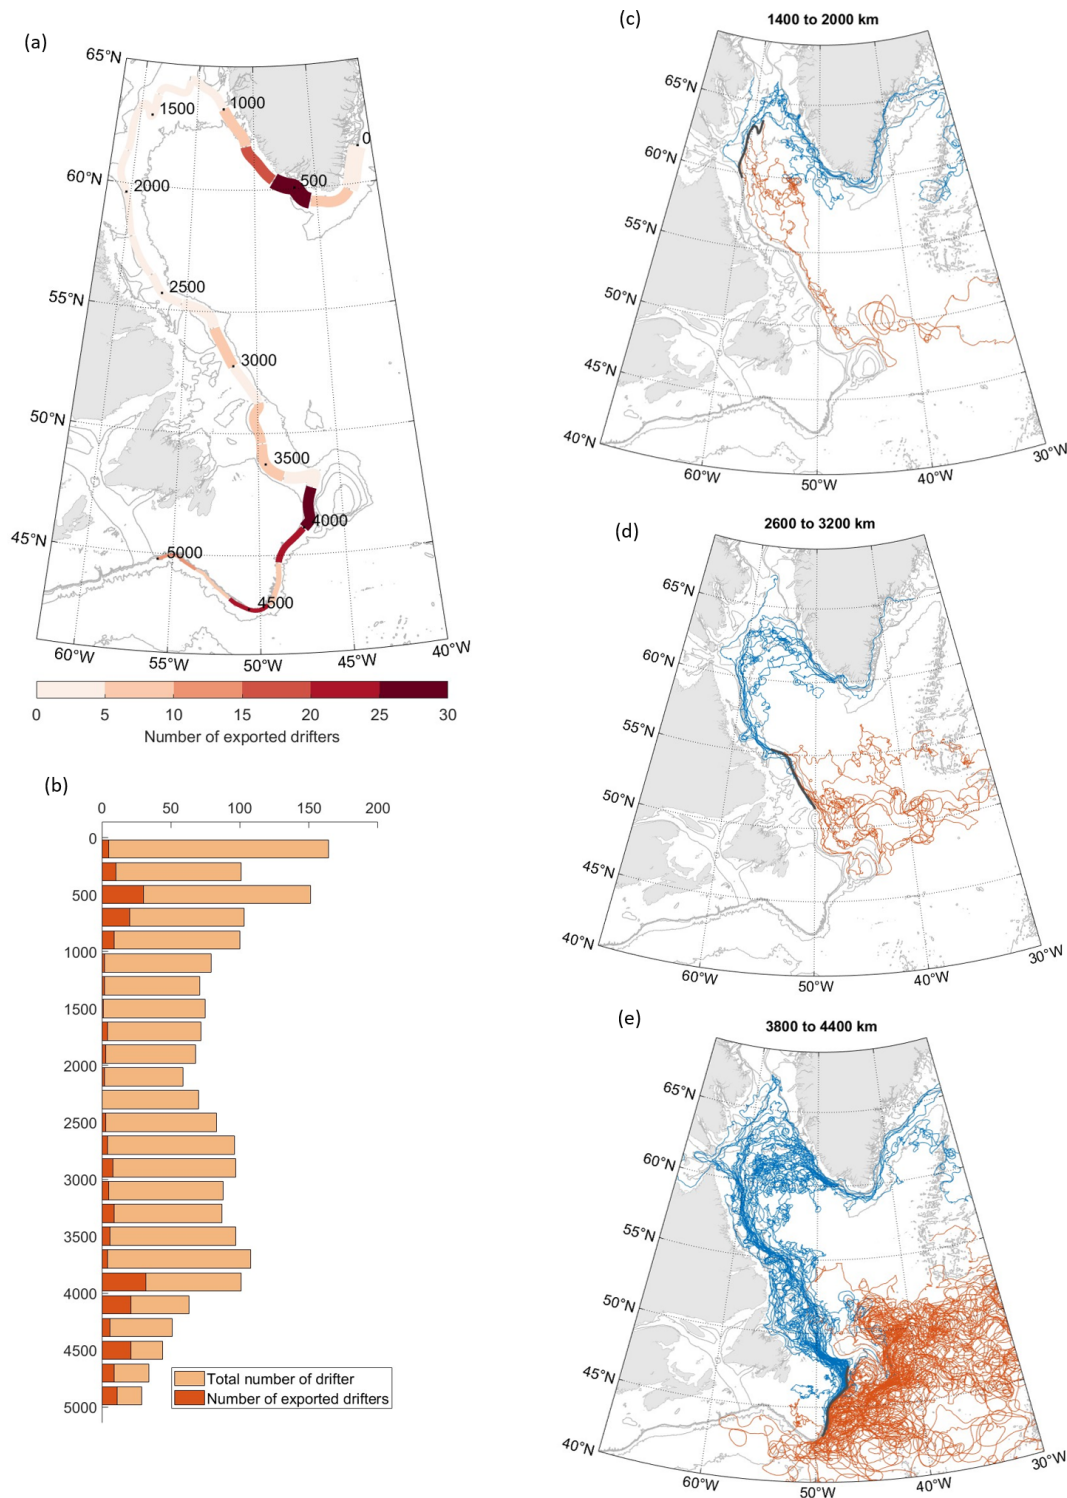 (a)
65°N
60°N
55°N
50°N
45°N
0
500
1000
1500
2000
2500
3000
3500
4000
4500
5000
60°W
55°W
50°W
45°W
40°W
0 5 10 15 20 25 30
Number of exported drifters
(b)
0 50 100 200
0
500
1000
1500
2000
2500
3000
3500
4000
4500
5000
Total number of drifter
Number of exported drifters
(c)
1400 to 2000 km
65°N
60°N
55°N
50°N
45°N
40°N
60°W
50°W
40°W
30°W
(d)
2600 to 3200 km
65°N
60°N
55°N
50°N
45°N
40°N
60°W
50°W
40°W
30°W
(e)
3800 to 4400 km
65°N
60°N
55°N
50°N
45°N
40°N
60°W
50°W
40°W
30°W